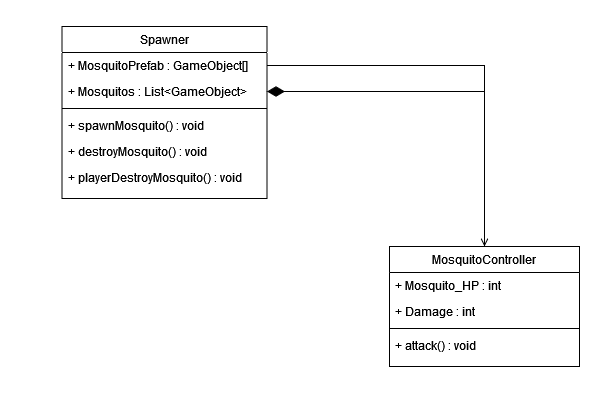 Spawner
+ MosquitoPrefab : GameObject[]
+ Mosquitos : List<GameObject>
+ spawnMosquito() : void
+ destroyMosquito() : void
+ playerDestroyMosquito() : void
MosquitoController
+ Mosquito_HP : int
+ Damage : int
+ attack() : void